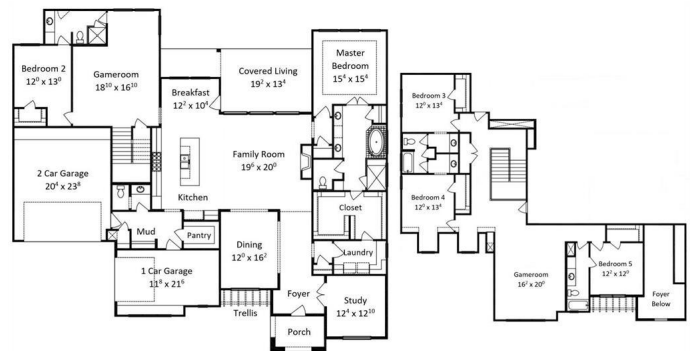 Bedroom 2
12⁰ x 13⁰
Gameroom
18¹⁰ x 16¹⁰
Covered Living
19² x 13⁴
Master
Bedroom
15⁴ x 15⁴
Breakfast
12² x 10⁴
Family Room
19⁶ x 20⁰
Kitchen
2 Car Garage
20⁴ x 23⁸
Closet
Mud
Pantry
Dining
12⁰ x 16²
Laundry
1 Car Garage
11⁸ x 21⁶
Trellis
Foyer
Study
12⁴ x 12¹⁰
Porch
Bedroom 3
12⁰ x 13⁴
Bedroom 4
12⁰ x 13⁴
Gameroom
16² x 20⁰
Bedroom 5
12² x 12⁰
Foyer
Below